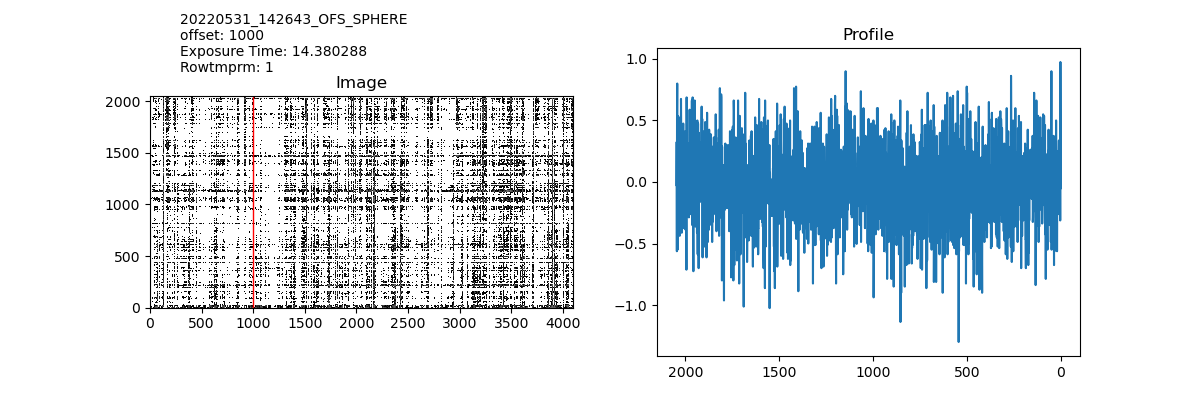 20220531_142643_OFS_SPHERE
offset: 1000
Exposure Time: 14.380288
Rowtmprm: 1
Image
2000
1500
1000
500
0
0 500 1000 1500 2000 2500 3000 3500 4000
Profile
1.0
0.5
0.0
−0.5
−1.0
2000 1500 1000 500 0